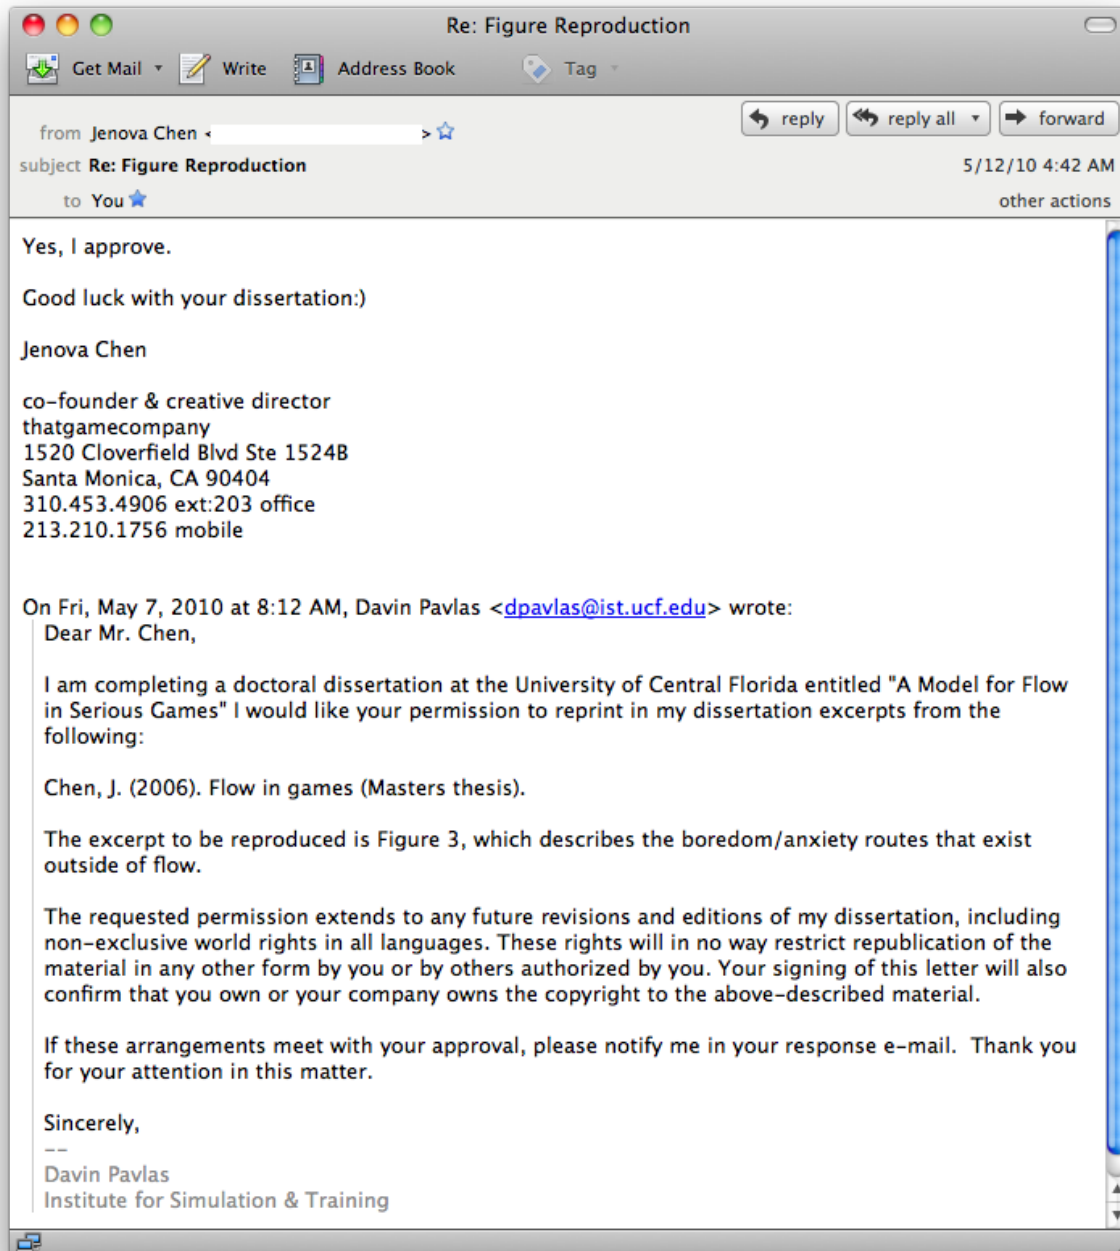 Re: Figure Reproduction
Get Mail Write Address Book Tag
reply reply all forward
from Jenova Chen < >
subject Re: Figure Reproduction
5/12/10 4:42 AM
to You
other actions
Yes, I approve.
Good luck with your dissertation:)
Jenova Chen
co-founder & creative director
thatgamecompany
1520 Cloverfield Blvd Ste 1524B
Santa Monica, CA 90404
310.453.4906 ext:203 office
213.210.1756 mobile
On Fri, May 7, 2010 at 8:12 AM, Davin Pavlas <dpavlas@ist.ucf.edu> wrote:
Dear Mr. Chen,
I am completing a doctoral dissertation at the University of Central Florida entitled "A Model for Flow
in Serious Games" I would like your permission to reprint in my dissertation excerpts from the
following:
Chen, J. (2006). Flow in games (Masters thesis).
The excerpt to be reproduced is Figure 3, which describes the boredom/anxiety routes that exist
outside of flow.
The requested permission extends to any future revisions and editions of my dissertation, including
non-exclusive world rights in all languages. These rights will in no way restrict republication of the
material in any other form by you or by others authorized by you. Your signing of this letter will also
confirm that you own or your company owns the copyright to the above-described material.
If these arrangements meet with your approval, please notify me in your response e-mail.  Thank you
for your attention in this matter.
Sincerely,
--
Davin Pavlas
Institute for Simulation & Training